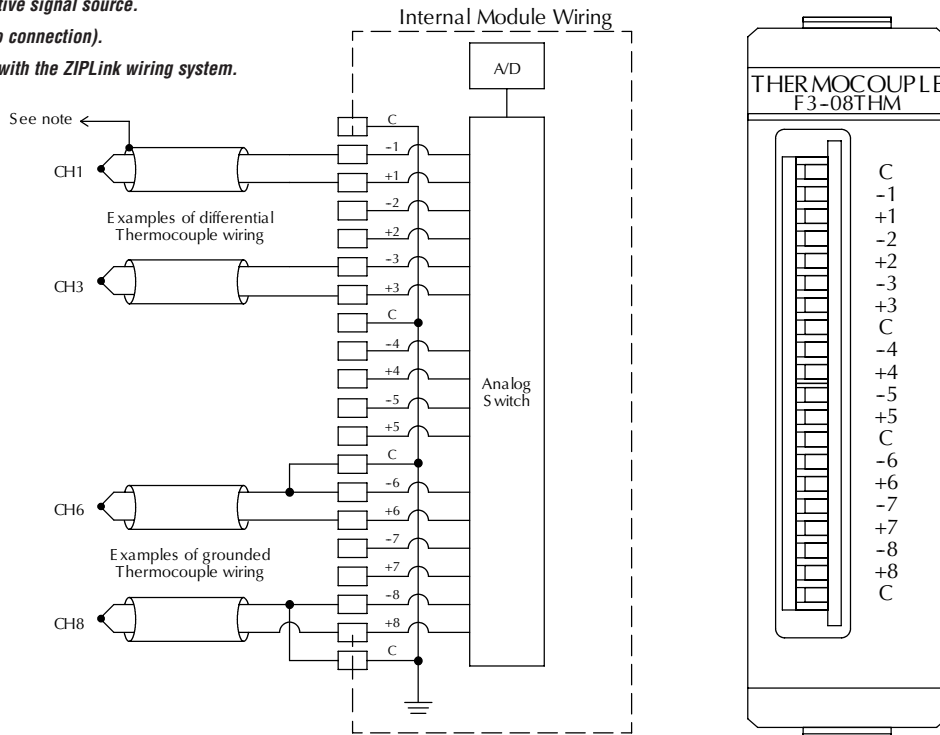 tive signal source.
o connection).
with the ZIPLink wiring system.
Internal Module Wiring
A/D
See note
C
-1
+1
-2
+2
-3
+3
C
-4
+4
-5
+5
C
-6
+6
-7
+7
-8
+8
C
CH1
Examples of differential
Thermocouple wiring
CH3
Analog
Switch
CH6
Examples of grounded
Thermocouple wiring
CH8
THERMOCOUPLE
F3-08THM
C
-1
+1
-2
+2
-3
+3
C
-4
+4
-5
+5
C
-6
+6
-7
+7
-8
+8
C